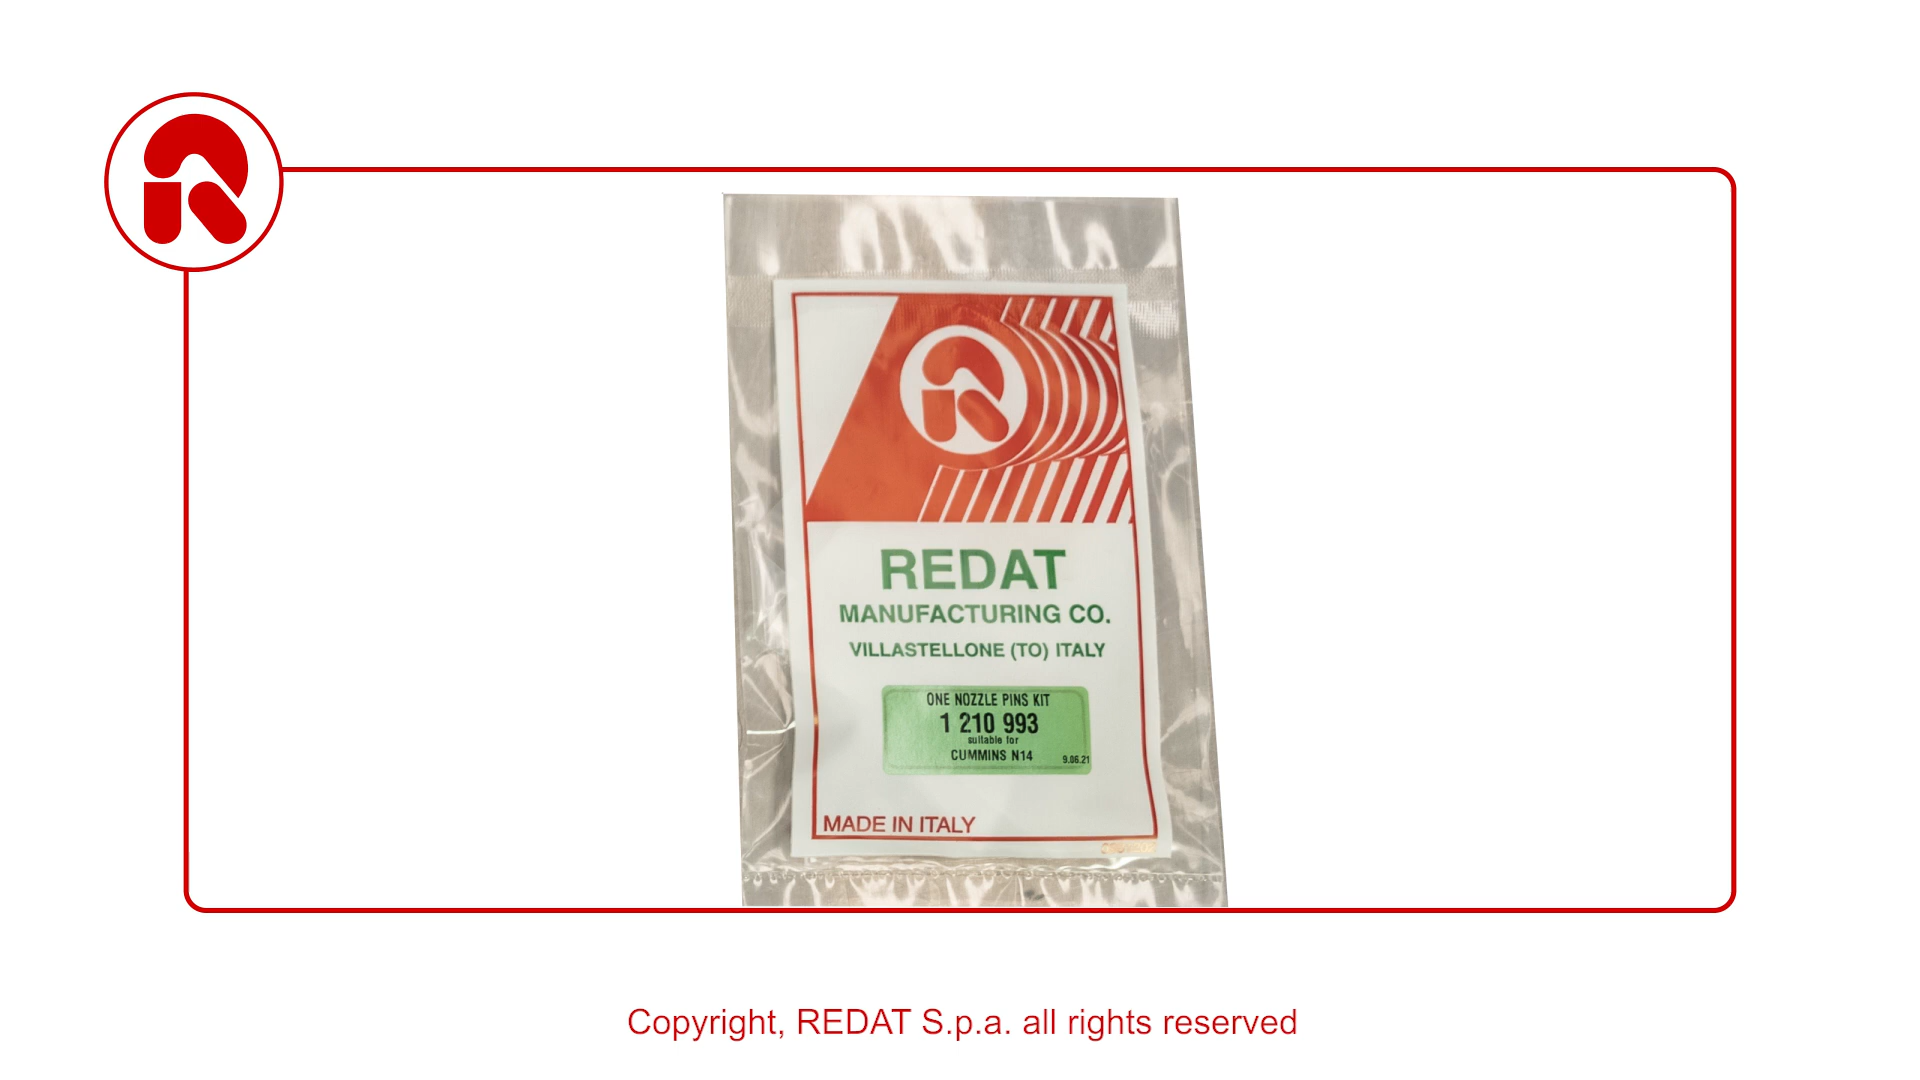 REDAT
MANUFACTURING CO.
VILLASTELLONE (TO) ITALY
ONE NOZZLE PINS KIT
1 210 993
suitable for
CUMMINS N14
9.06.21
MADE IN ITALY
Copyright, REDAT S.p.a. all rights reserved